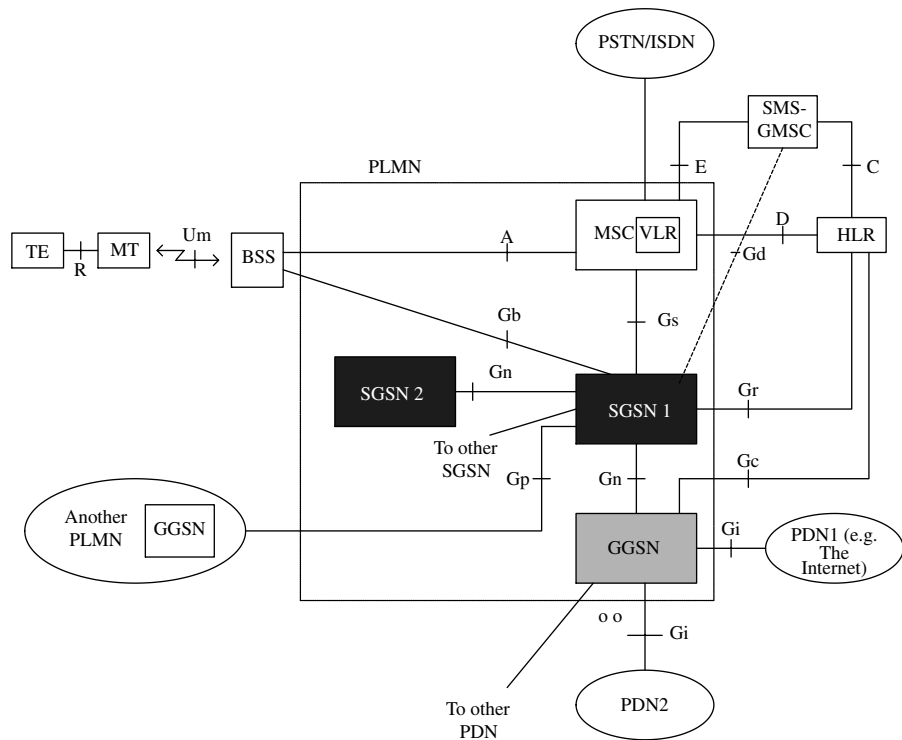 PSTN/ISDN
SMS-
GMSC
PLMN
E
C
TE
R
MT
Um
BSS
A
MSC
VLR
D
HLR
Gd
Gb
Gs
SGSN 2
Gn
SGSN 1
Gr
To other
SGSN
Gp
Gn
Gc
Another
PLMN
GGSN
GGSN
Gi
PDN1 (e.g.
The
Internet)
o o
Gi
To other
PDN
PDN2